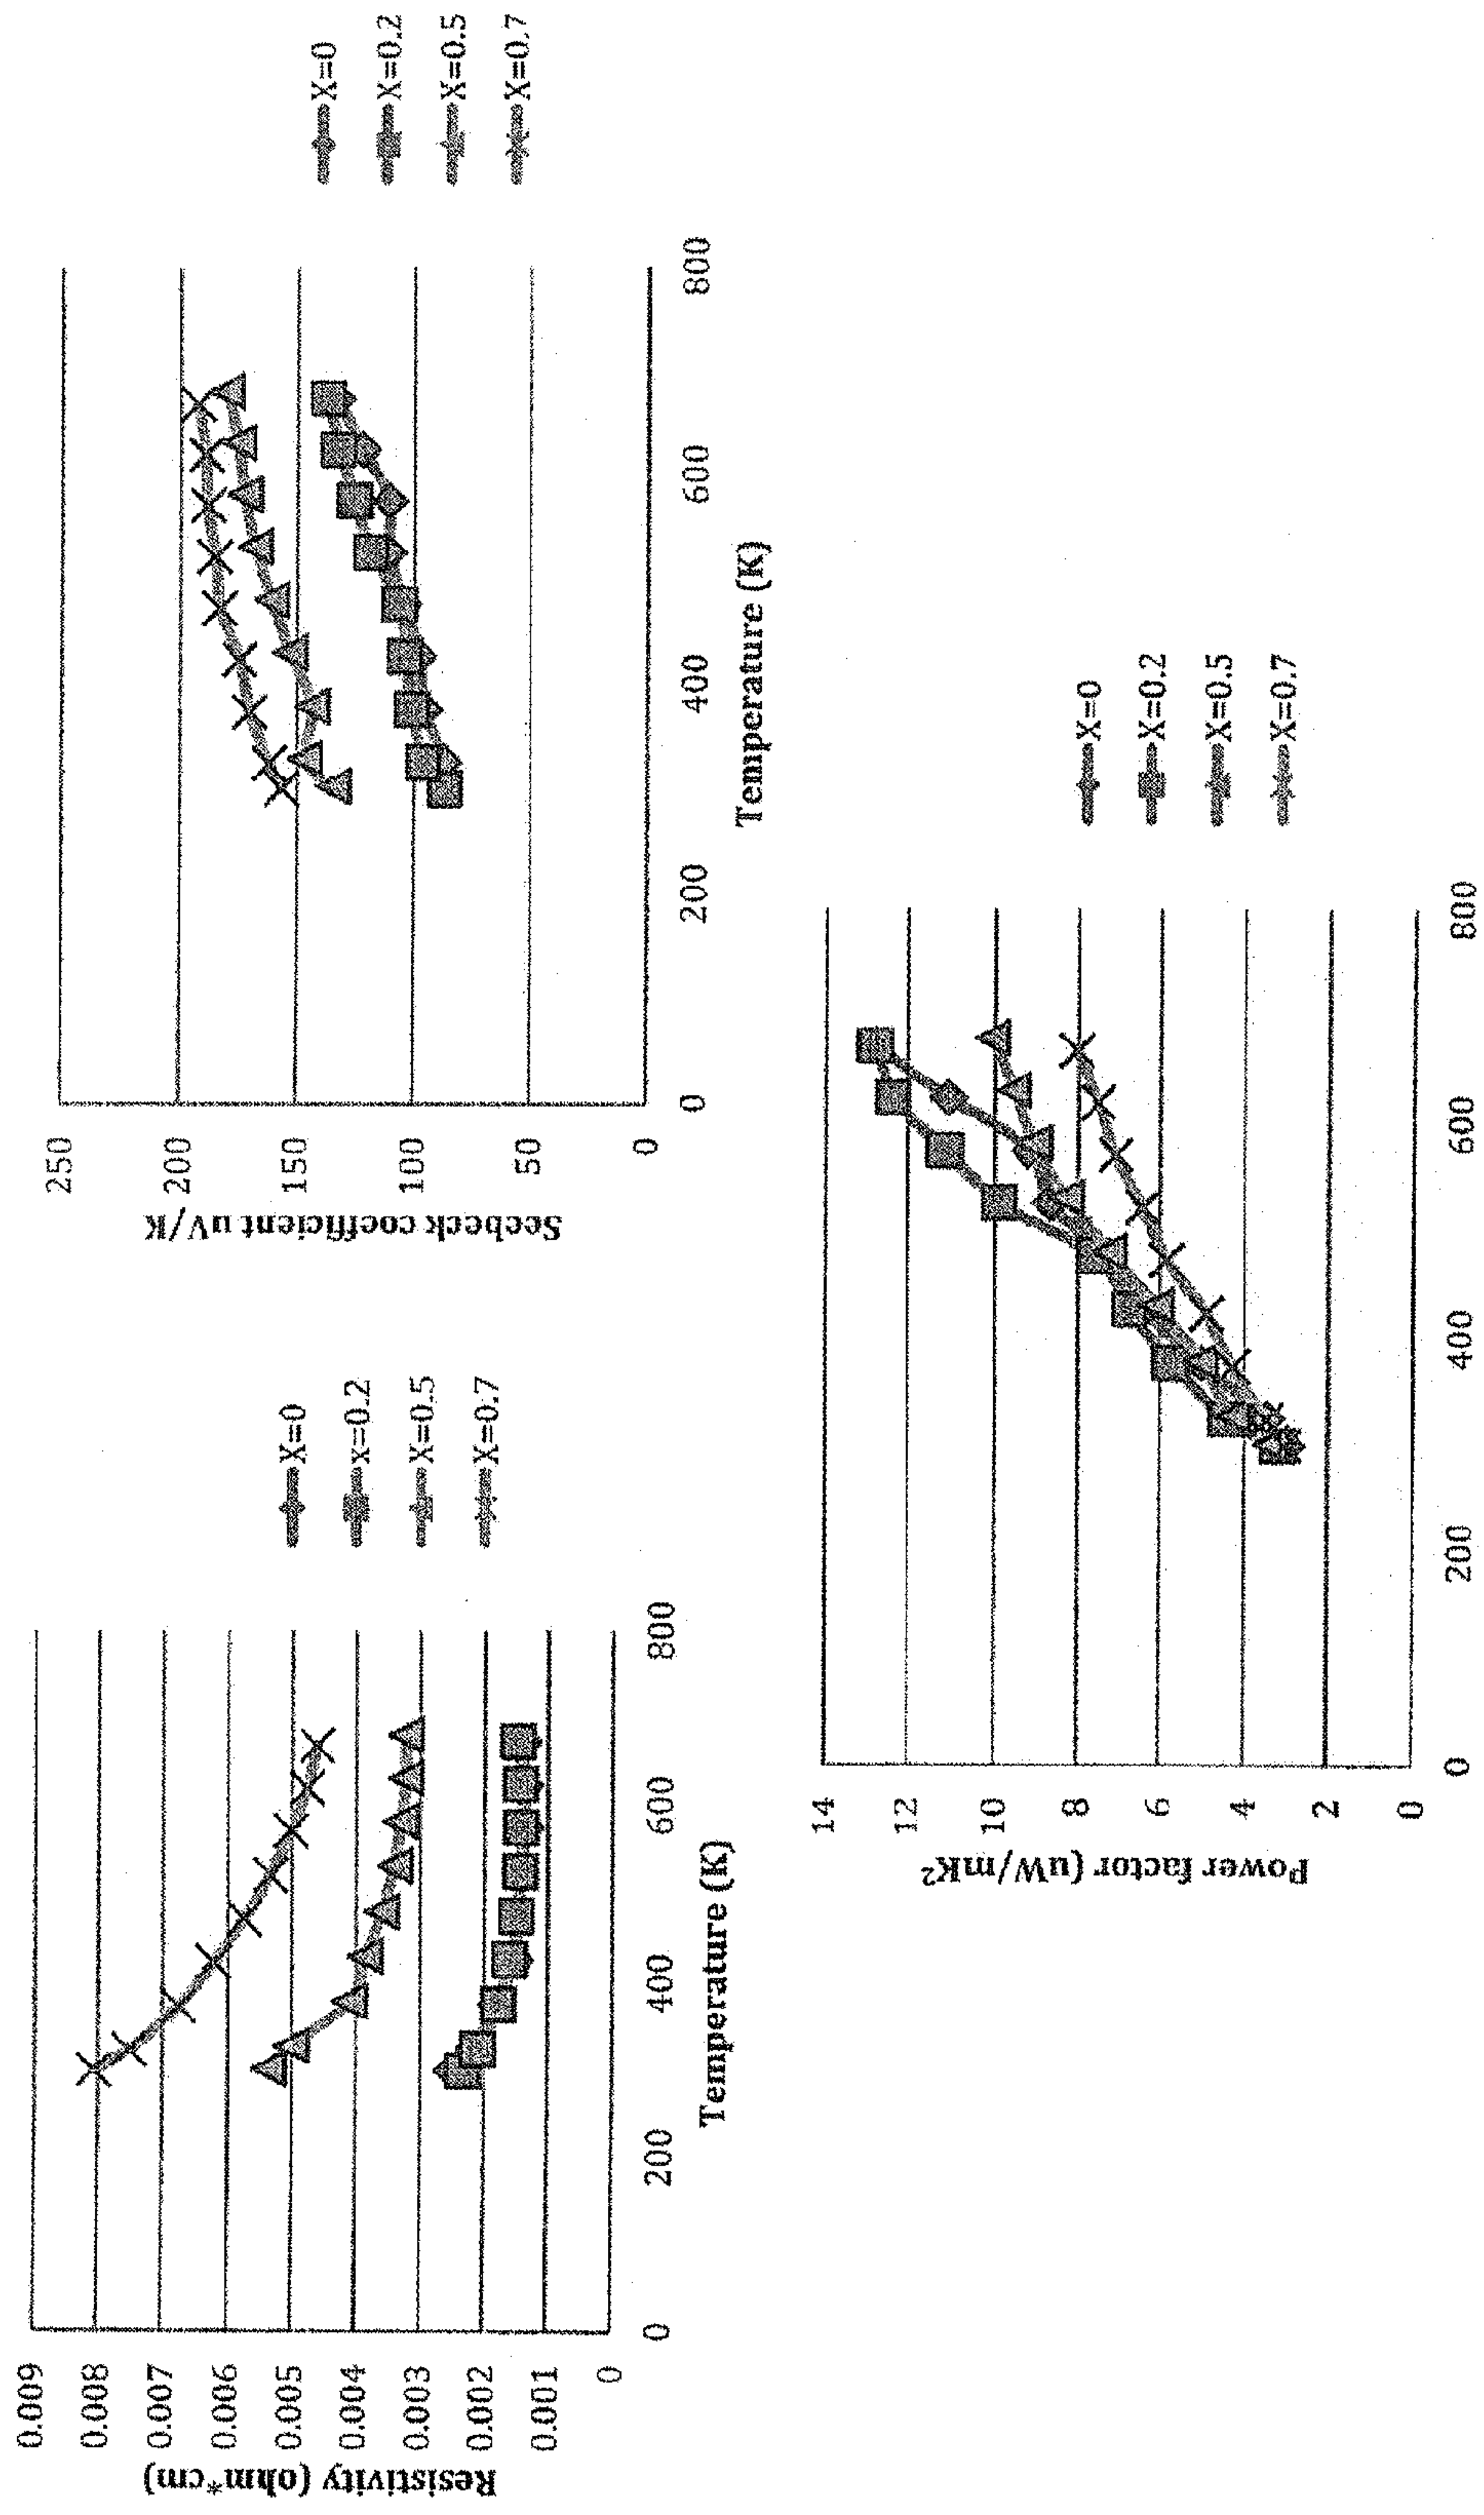 0.009
0.008
0.007
0.006
0.005
0.004
0.003
0.002
0.001
0
Resistivity (ohm*cm)
0
200
400
600
800
Temperature (K)
X=0
x=0.2
X=0.5
X=0.7
250
200
150
100
50
0
Seebeck coefficient uV/K
0
200
400
600
800
Temperature (K)
X=0
X=0.2
X=0.5
X=0.7
14
12
10
8
6
4
2
0
Power factor (uW/mK²
0
200
400
600
800
X=0
X=0.2
X=0.5
X=0.7